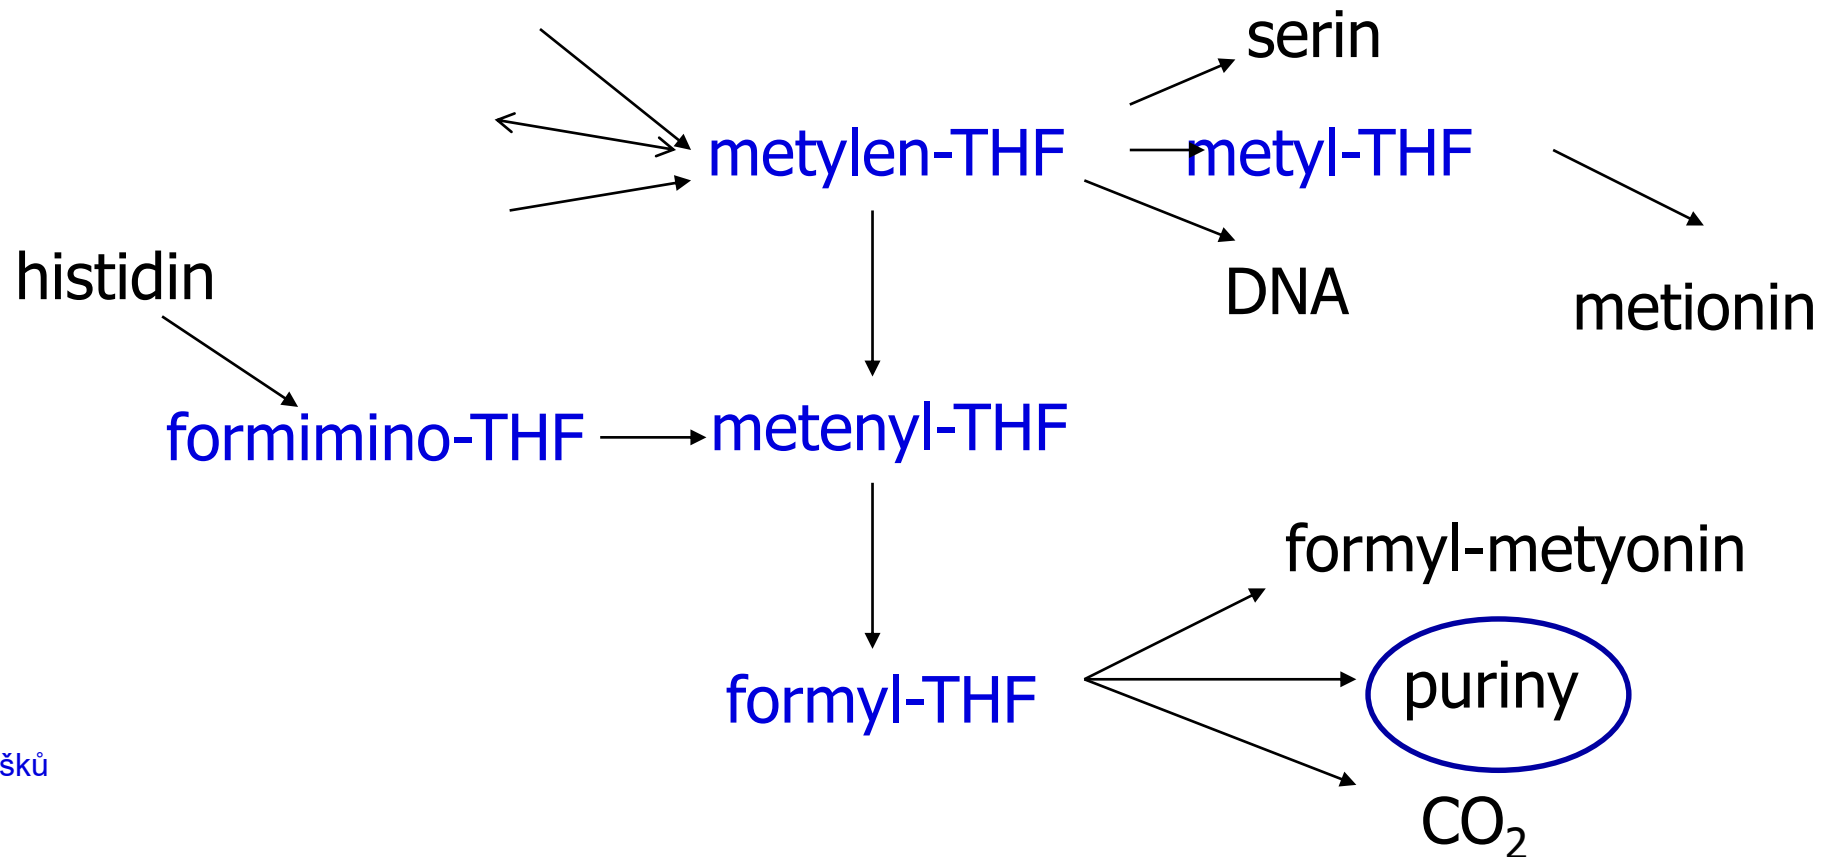 serin
metylen-THF
metyl-THF
histidin
DNA
metionin
formimino-THF
metenyl-THF
formyl-metyonin
formyl-THF
puriny
šků
CO₂